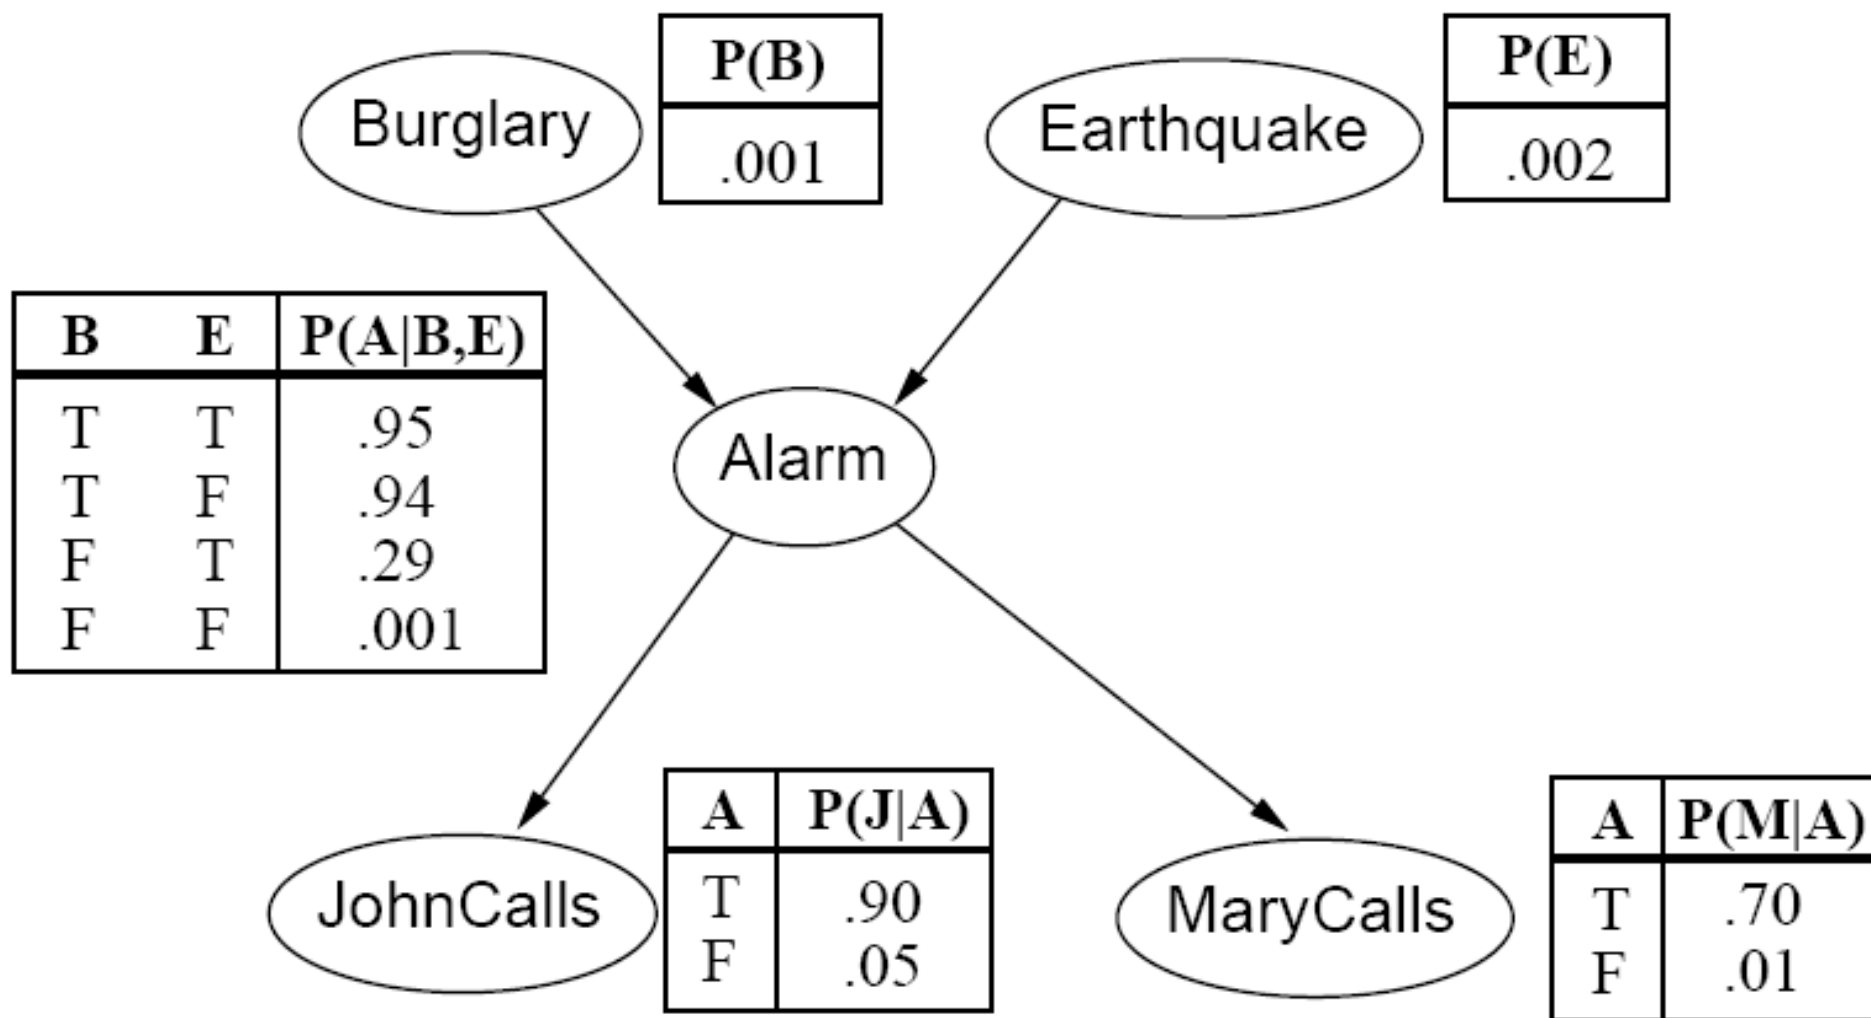 Burglary
P(B)
.001
Earthquake
P(E)
.002
B E P(A|B,E)
T T .95
T F .94
F T .29
F F .001
Alarm
JohnCalls
A P(J|A)
T .90
F .05
MaryCalls
A P(M|A)
T .70
F .01